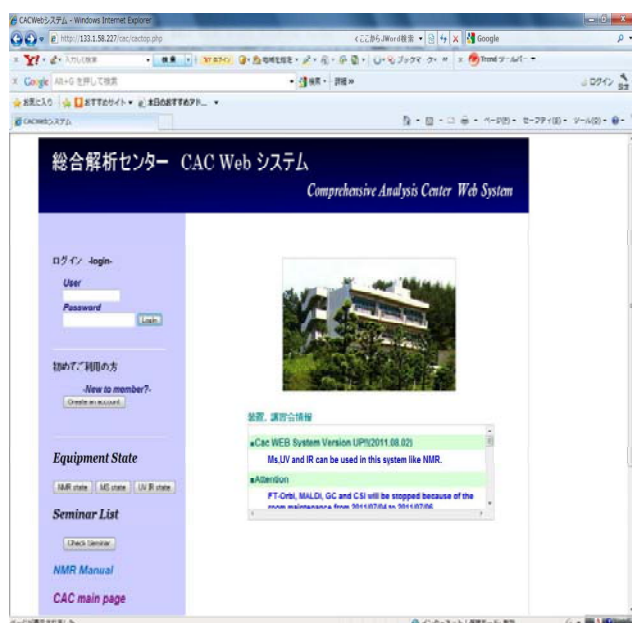 CACWebシステム - Windows Internet Explorer
http://133.1.58.227/cac/cactop.php
Google
お気に入り
CACWebシステム
総合解析センター CAC Web システム
Comprehensive Analysis Center Web System
ログイン -login-
User
Password
Login
初めてご利用の方
-New to member?-
Create an account
Equipment State
NMR state MS state UV IR state
Seminar List
Check Seminar
NMR Manual
CAC main page
装置、講習会情報
■Cac WEB System Version UP!!(2011.08.02)
Ms,UV and IR can be used in this system like NMR.
■Attention
FT-Orbi, MALDI, GC and CSI will be stopped because of the
room maintenance from 2011/07/04 to 2011/07/06